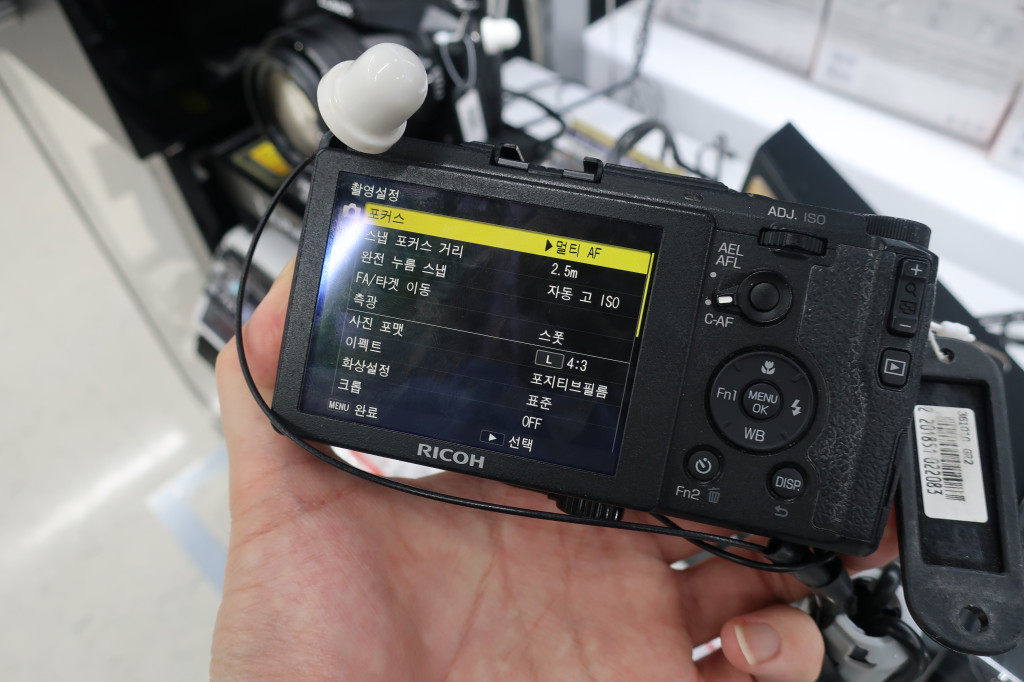 촬영설정
포커스 ▶멀티 AF
스냅 포커스 거리 2.5m
완전 누름 스냅 자동 고 ISO
FA/타겟 이동
측광 스폿
사진 포맷 L 4:3
이펙트 포지티브필름
화상설정 표준
크롭 OFF
MENU 완료 ▶ 선택
RICOH
ADJ. ISO
AEL
AFL
C-AF
Fn1
MENU
OK
WB
Fn2
DISP
+
-